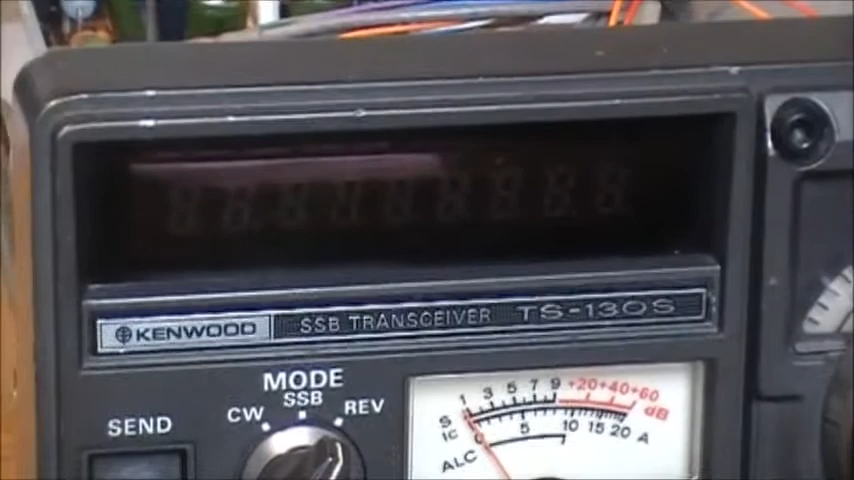 KENWOOD SSB TRANSCEIVER TS-130S
MODE
SSB
CW REV
SEND
1 3 5 7 9 +20+40+60
S dB
IC 0 5 10 15 20 A
ALC